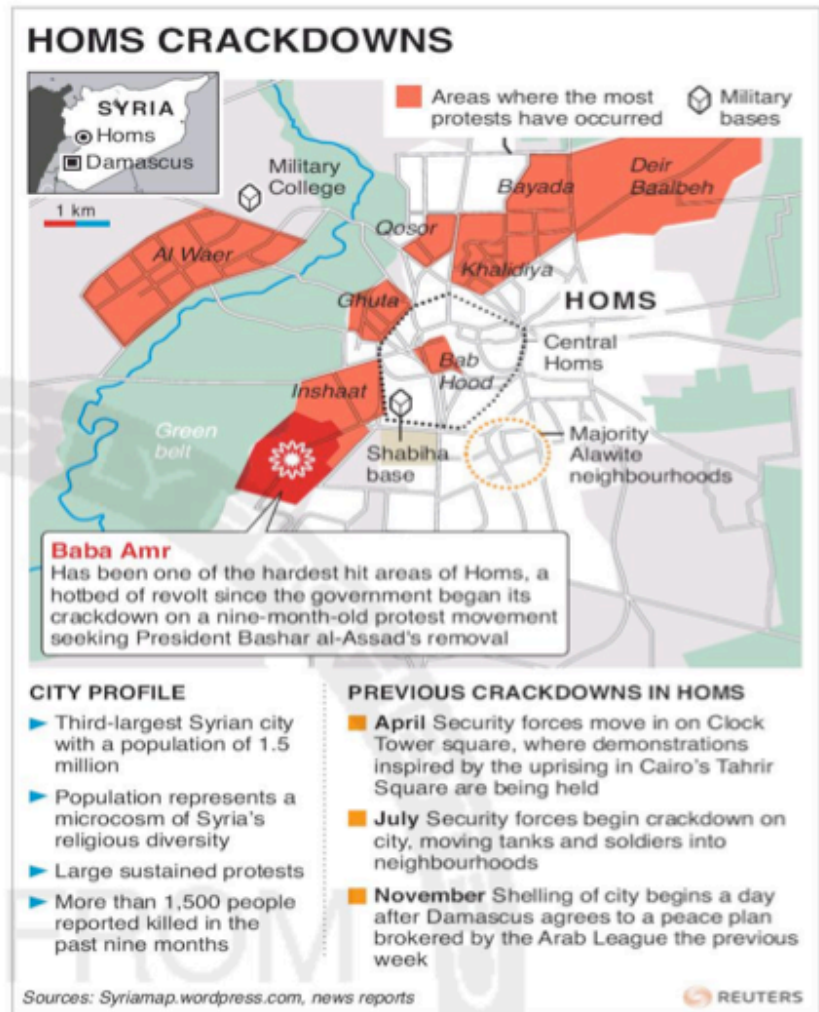 HOMS CRACKDOWNS
SYRIA
Homs
Damascus
1 km
Areas where the most
protests have occurred
Military
bases
Military
College
Bayada
Deir
Baalbeh
Qosor
Al Waer
Khalidiya
Ghuta
HOMS
Central
Homs
Bab
Hood
Inshaat
Green
belt
Shabiha
base
Majority
Alawite
neighbourhoods
Baba Amr
Has been one of the hardest hit areas of Homs, a
hotbed of revolt since the government began its
crackdown on a nine-month-old protest movement
seeking President Bashar al-Assad's removal
CITY PROFILE
Third-largest Syrian city
with a population of 1.5
million
Population represents a
microcosm of Syria's
religious diversity
Large sustained protests
More than 1,500 people
reported killed in the
past nine months
PREVIOUS CRACKDOWNS IN HOMS
April Security forces move in on Clock
Tower square, where demonstrations
inspired by the uprising in Cairo's Tahrir
Square are being held
July Security forces begin crackdown on
city, moving tanks and soldiers into
neighbourhoods
November Shelling of city begins a day
after Damascus agrees to a peace plan
brokered by the Arab League the previous
week
FROM
Sources: Syriamap.wordpress.com, news reports
REUTERS